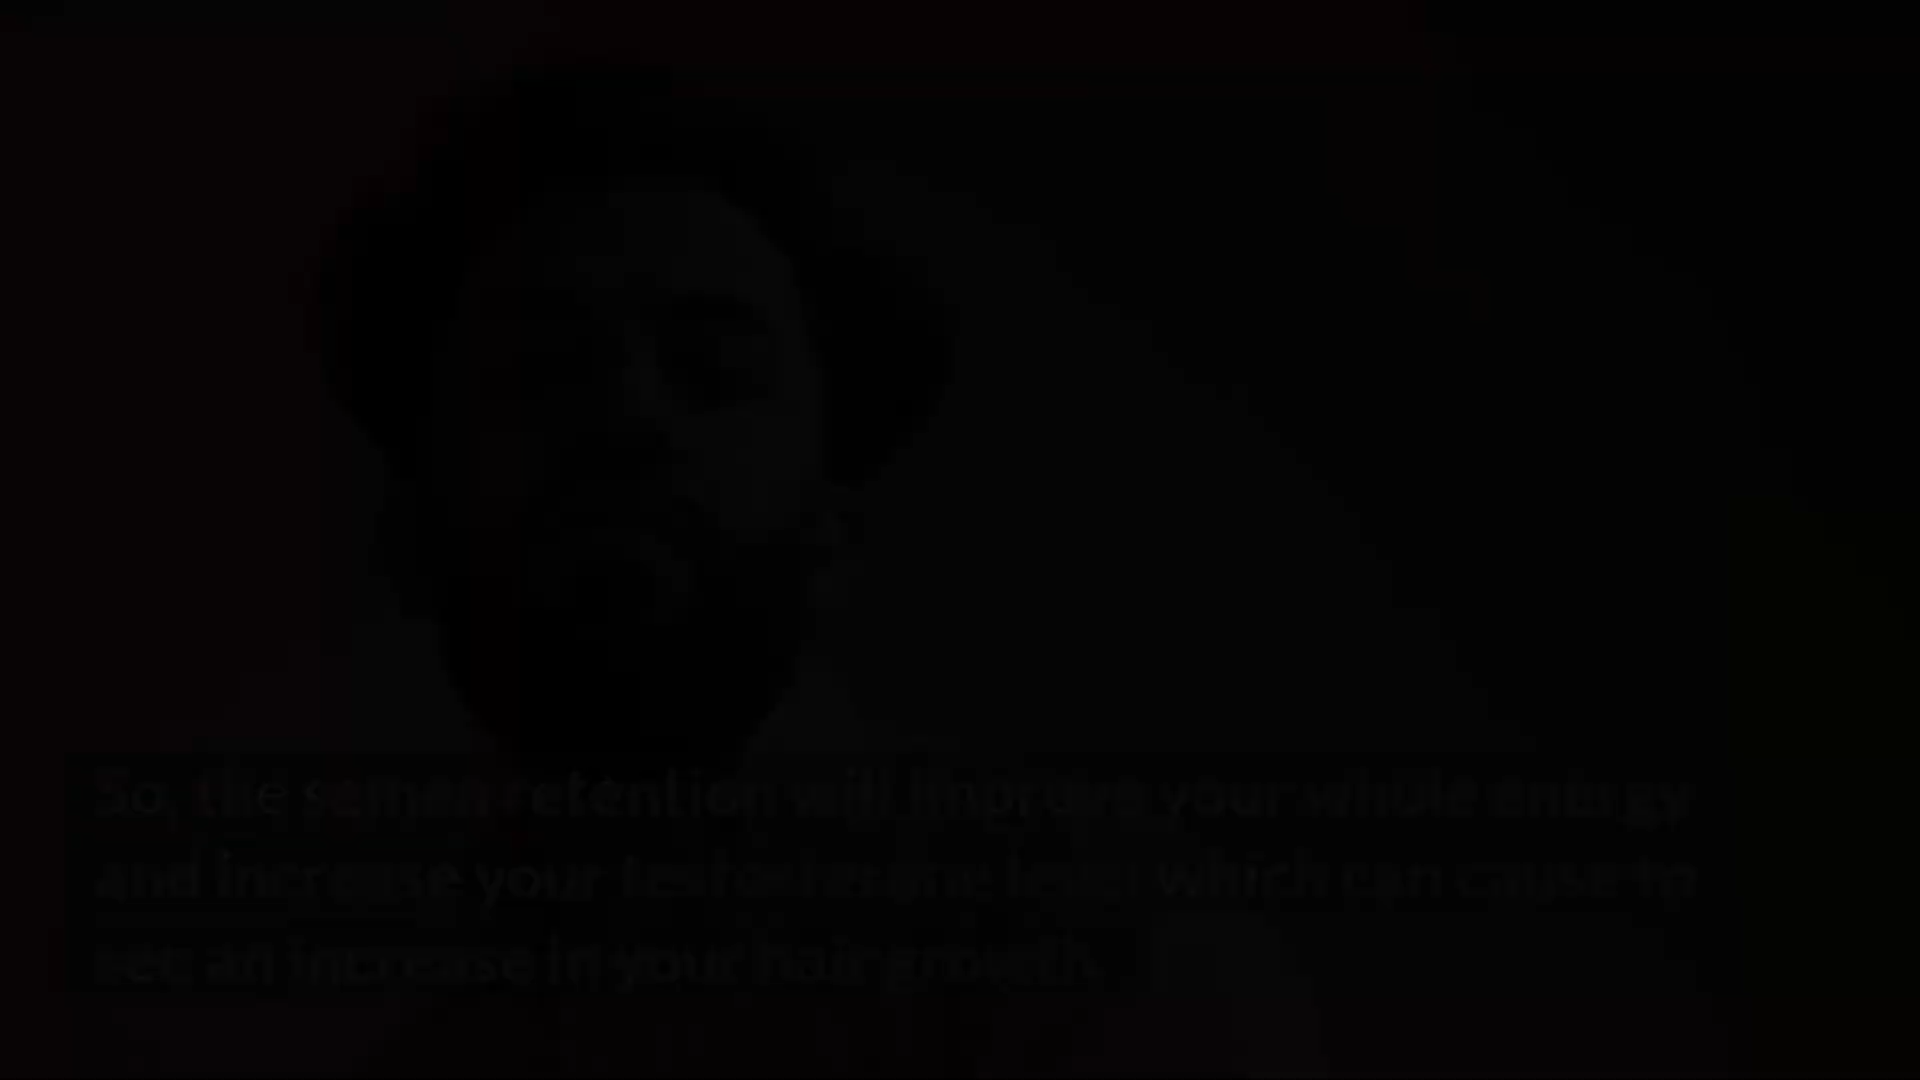 So, the semen retention will improve your whole energy
and increase your testosterone level which can cause to
set an increase in your hair growth.